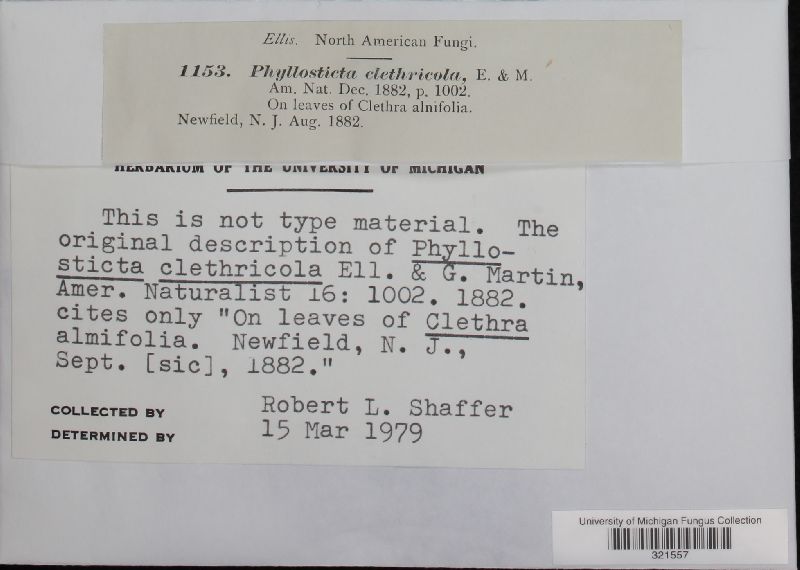 Ellis. North American Fungi.
1153. Phyllosticta clethricola, E. & M.
Am. Nat. Dec. 1882, p. 1002.
On leaves of Clethra alnifolia.
Newfield, N. J. Aug. 1882.
HERBARIUM OF THE UNIVERSITY OF MICHIGAN
This is not type material. The
original description of Phyllo-
sticta clethricola Ell. & G. Martin,
Amer. Naturalist 16: 1002. 1882.
cites only "On leaves of Clethra
almifolia. Newfield, N. J.,
Sept. [sic], 1882."
COLLECTED BY Robert L. Shaffer
DETERMINED BY 15 Mar 1979
University of Michigan Fungus Collection
321557